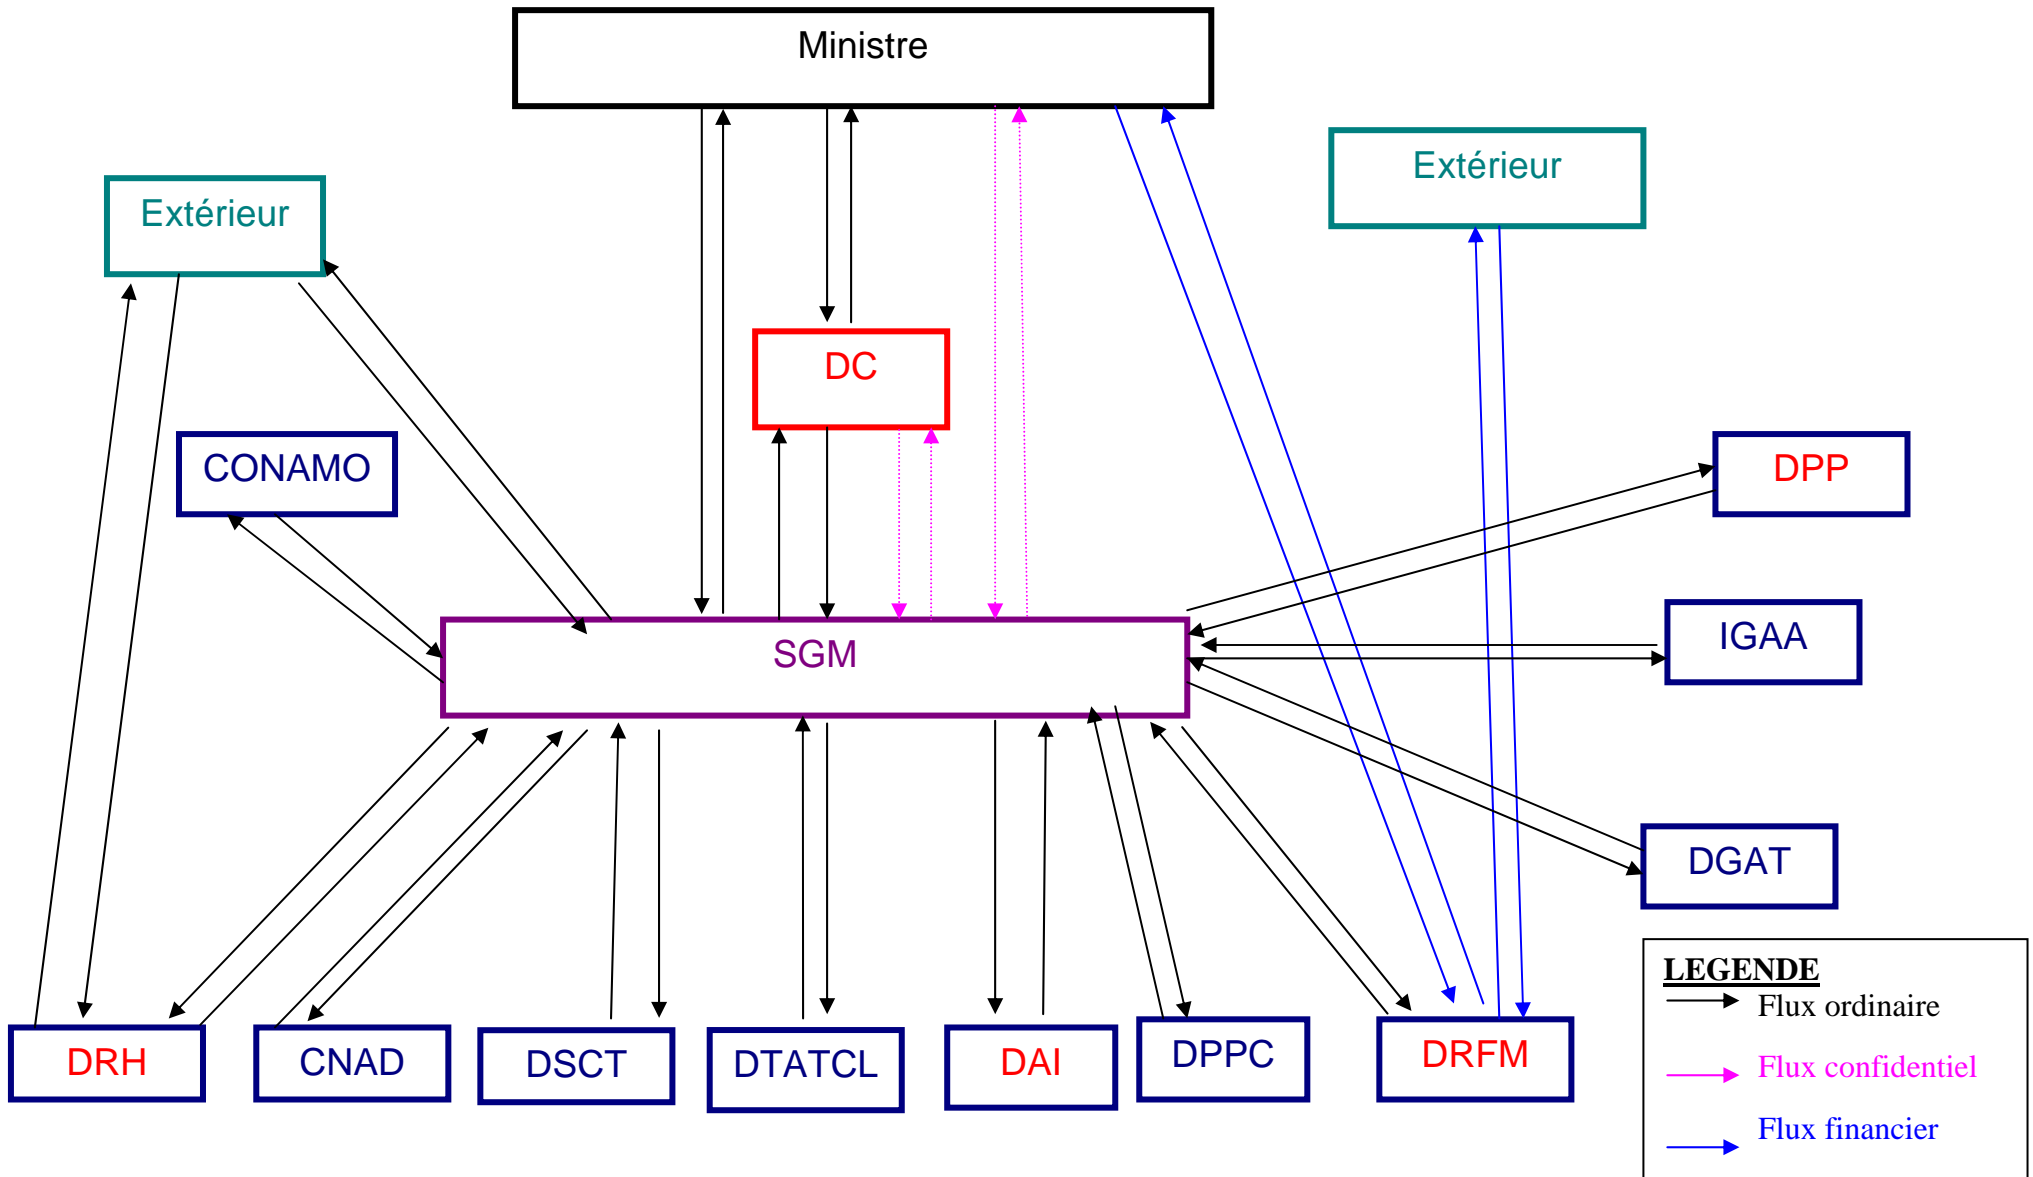 Ministre
Extérieur
Extérieur
DC
CONAMO
DPP
IGAA
SGM
DGAT
DRH
CNAD
DSCT
DTATCL
DAI
DPPC
DRFM
LEGENDE
Flux ordinaire
Flux confidentiel
Flux financier